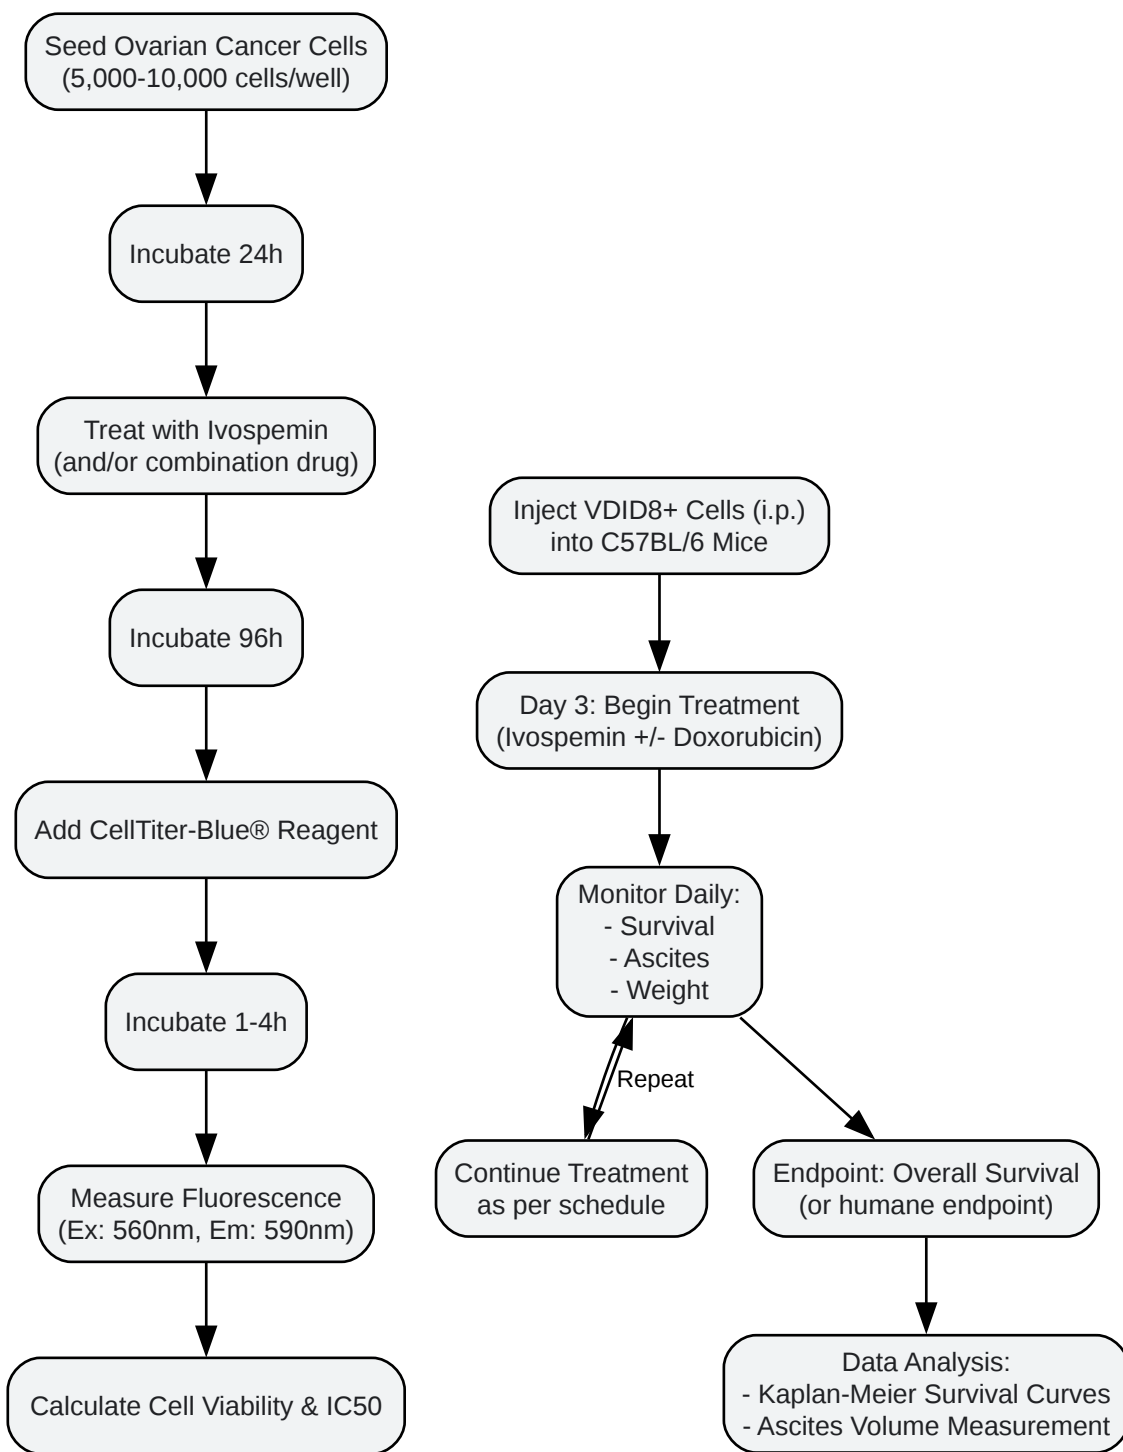 Seed Ovarian Cancer Cells
(5,000-10,000 cells/well)
Incubate 24h
Treat with Ivospemin
(and/or combination drug)
Incubate 96h
Add CellTiter-Blue® Reagent
Incubate 1-4h
Measure Fluorescence
(Ex: 560nm, Em: 590nm)
Calculate Cell Viability & IC50
Inject VDID8+ Cells (i.p.)
into C57BL/6 Mice
Day 3: Begin Treatment
(Ivospemin +/- Doxorubicin)
Monitor Daily:
- Survival
- Ascites
- Weight
Repeat
Continue Treatment
as per schedule
Endpoint: Overall Survival
(or humane endpoint)
Data Analysis:
- Kaplan-Meier Survival Curves
- Ascites Volume Measurement